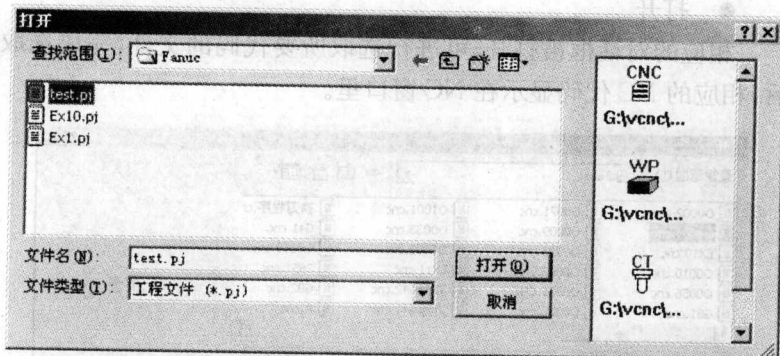 打开
查找范围(I):
Fanuc
test.pj
Ex10.pj
Ex1.pj
文件名(N):
text.pj
打开(O)
文件类型(T):
工程文件 (*.pj)
取消
CNC
G:\vcnc\...
WP
G:\vcnc\...
CT
G:\vcnc\...